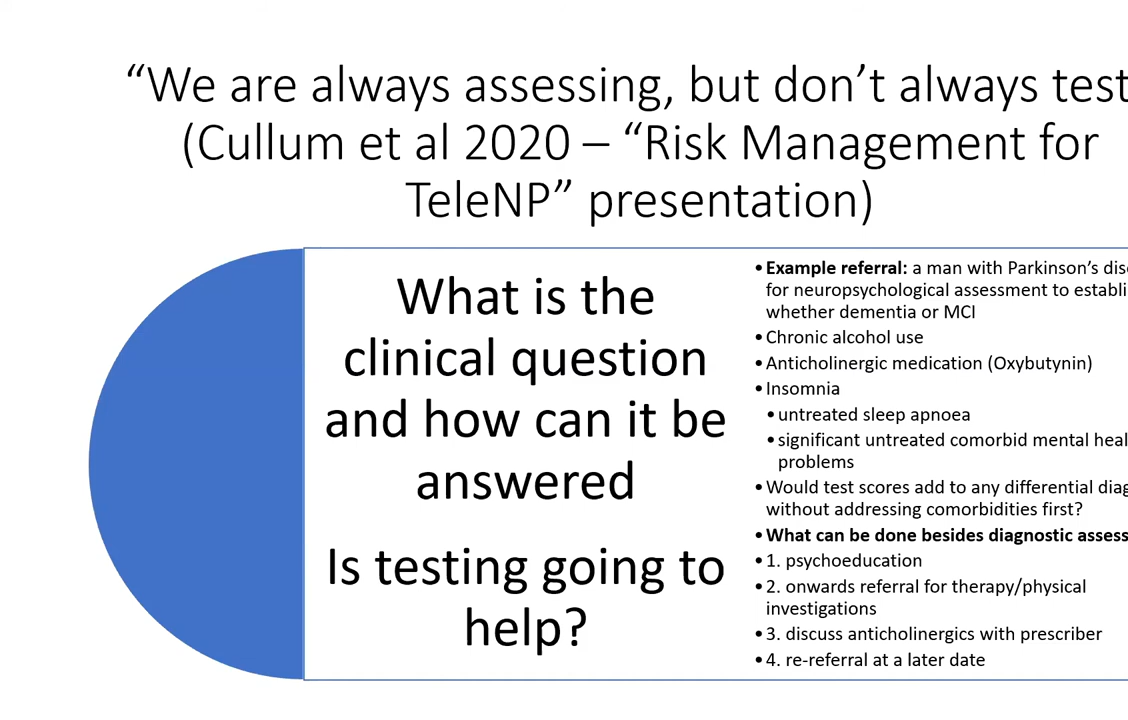 “We are always assessing, but don’t always test
(Cullum et al 2020 – “Risk Management for
TeleNP” presentation)
What is the
clinical question
and how can it be
answered
Is testing going to
help?
•Example referral: a man with Parkinson’s
for neuropsychological assessment to
whether dementia or MCI
•Chronic alcohol use
•Anticholinergic medication (Oxybutynin)
•Insomnia
•untreated sleep apnoea
•significant untreated comorbid mental
problems
•Would test scores add to any differential
without addressing comorbidities first?
•What can be done besides diagnostic
•1. psychoeducation
•2. onwards referral for therapy/physical
investigations
•3. discuss anticholinergics with prescriber
•4. re-referral at a later date